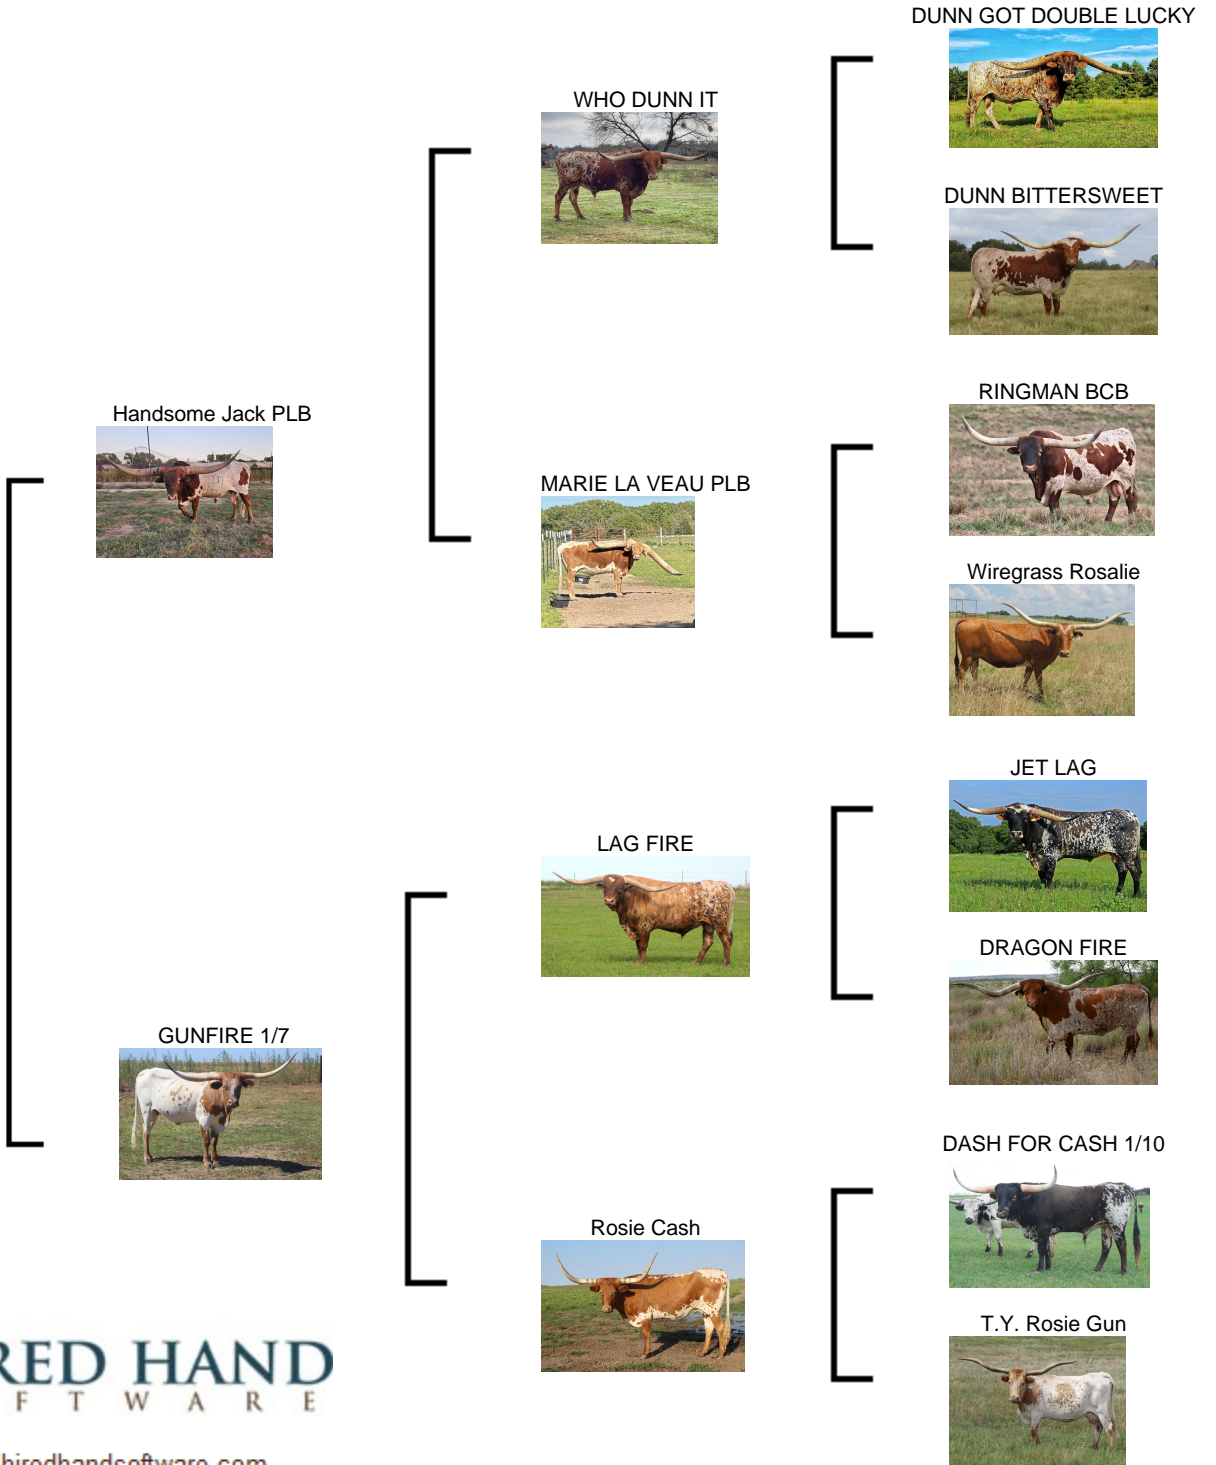 DUNN GOT DOUBLE LUCKY
WHO DUNN IT
DUNN BITTERSWEET
Handsome Jack PLB
RINGMAN BCB
MARIE LA VEAU PLB
Wiregrass Rosalie
JET LAG
LAG FIRE
DRAGON FIRE
GUNFIRE 1/7
DASH FOR CASH 1/10
Rosie Cash
T.Y. Rosie Gun
RED HAND
F T W A R E
hiredhandsoftware.com